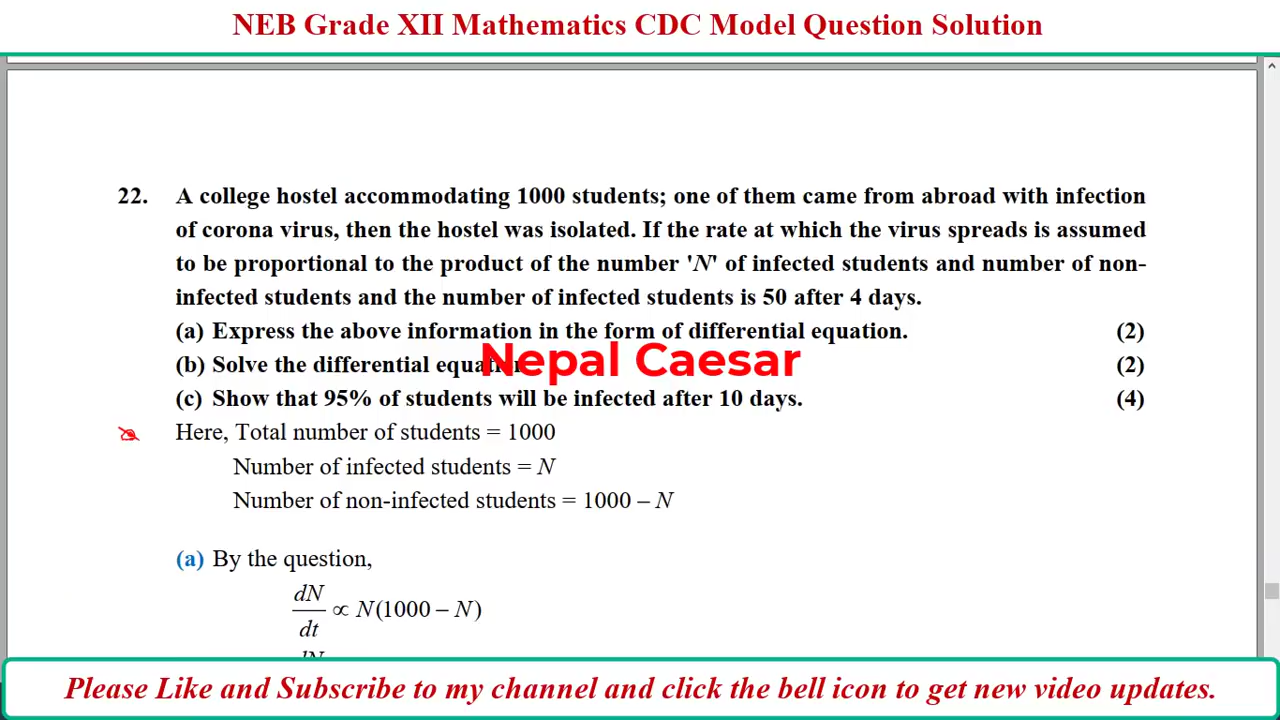 NEB Grade XII Mathematics CDC Model Question Solution
22. A college hostel accommodating 1000 students; one of them came from abroad with infection
of corona virus, then the hostel was isolated. If the rate at which the virus spreads is assumed
to be proportional to the product of the number 'N' of infected students and number of non-
infected students and the number of infected students is 50 after 4 days.
(a) Express the above information in the form of differential equation. (2)
(b) Solve the differential (2)
Nepal Caesar
(c) Show that 95% of students will be infected after 10 days. (4)
Here, Total number of students = 1000
Number of infected students = N
Number of non-infected students = 1000 – N
(a) By the question,
dN
∝ N(1000 – N)
dt
Please Like and Subscribe to my channel and click the bell icon to get new video updates.